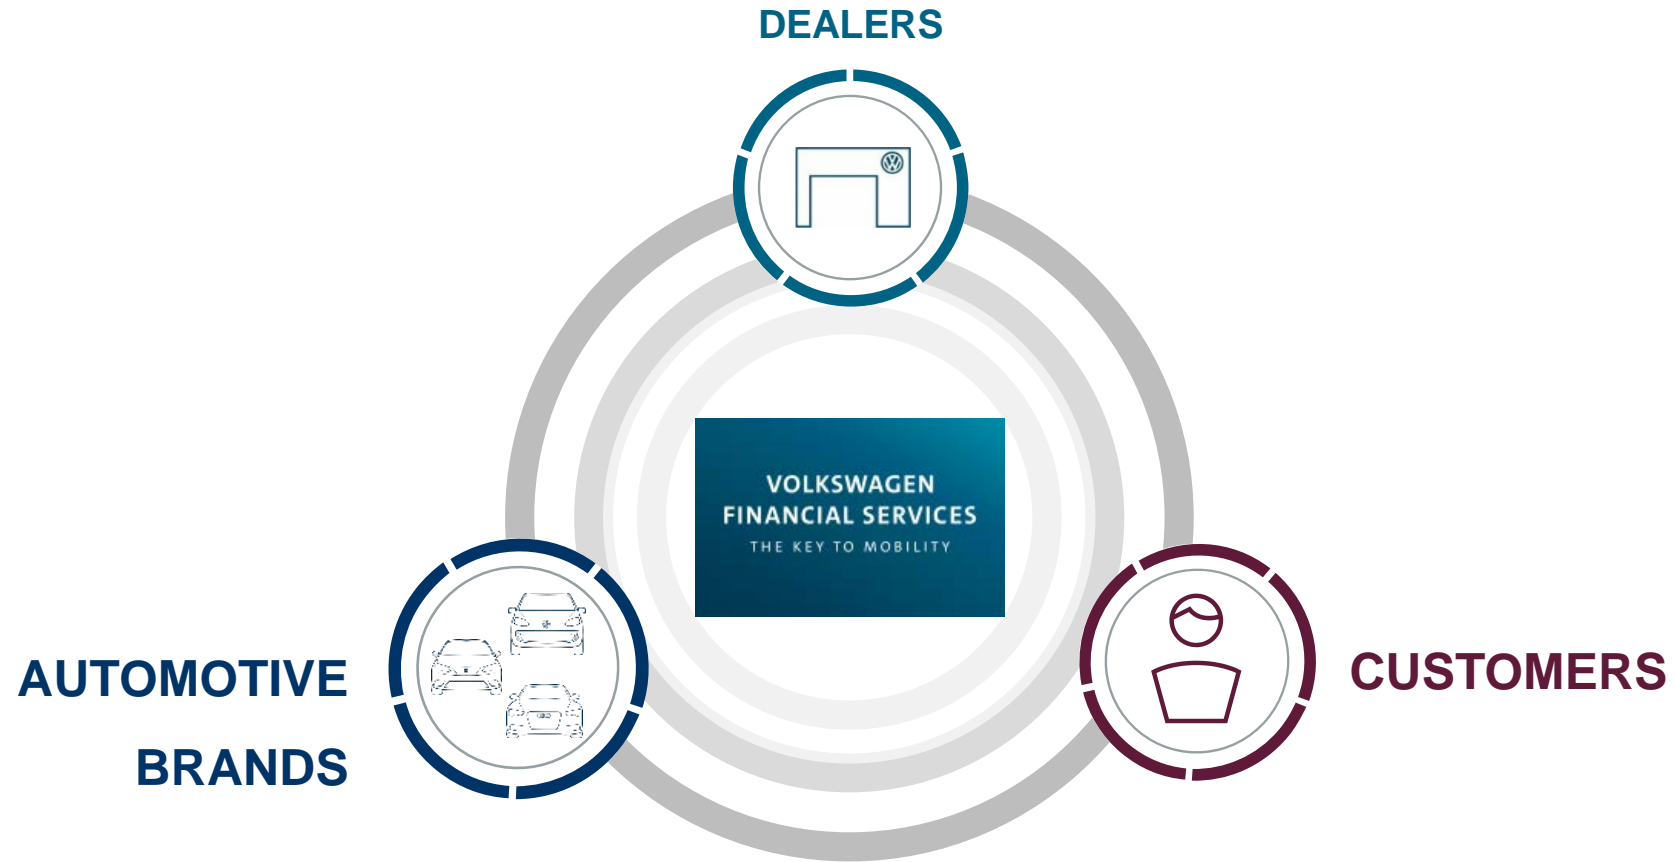 DEALERS
VOLKSWAGEN
FINANCIAL SERVICES
THE KEY TO MOBILITY
AUTOMOTIVE
BRANDS
CUSTOMERS